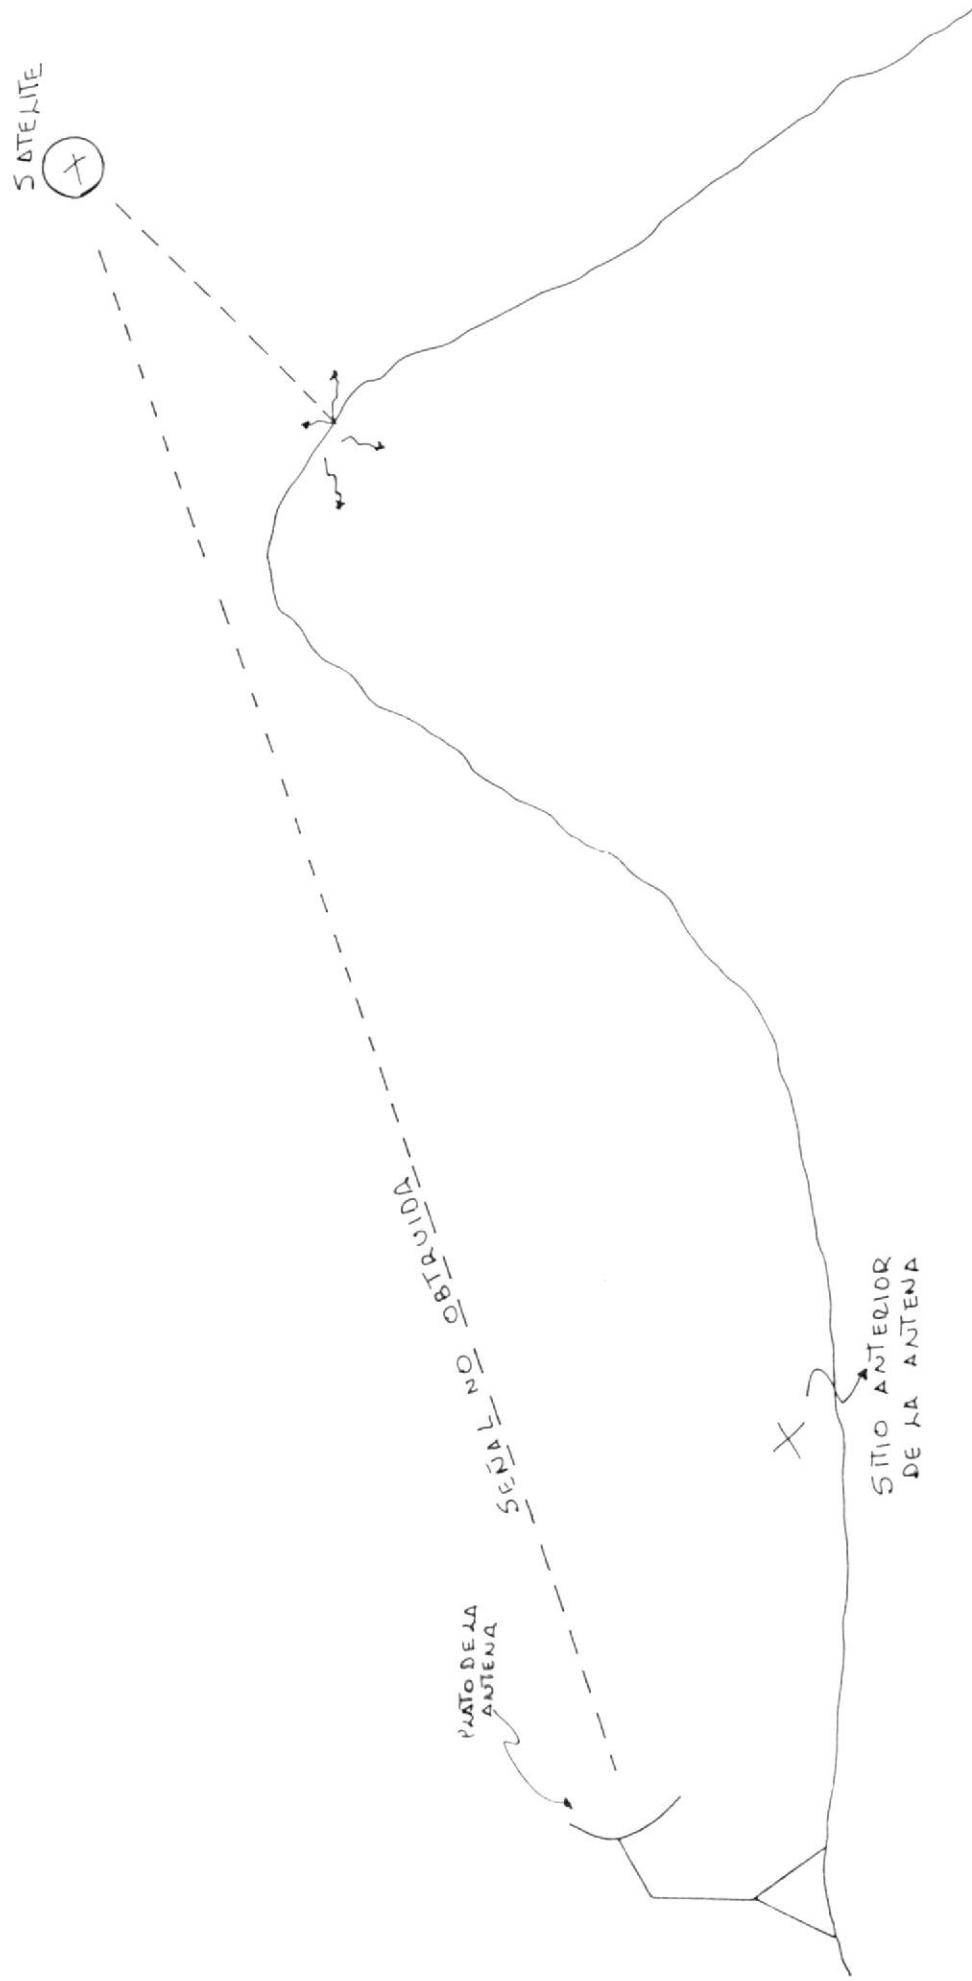 SATELITE
SEÑAL NO OBTRUIDA
PLATO DE LA
ANTENA
SITIO ANTERIOR
DE LA ANTENA